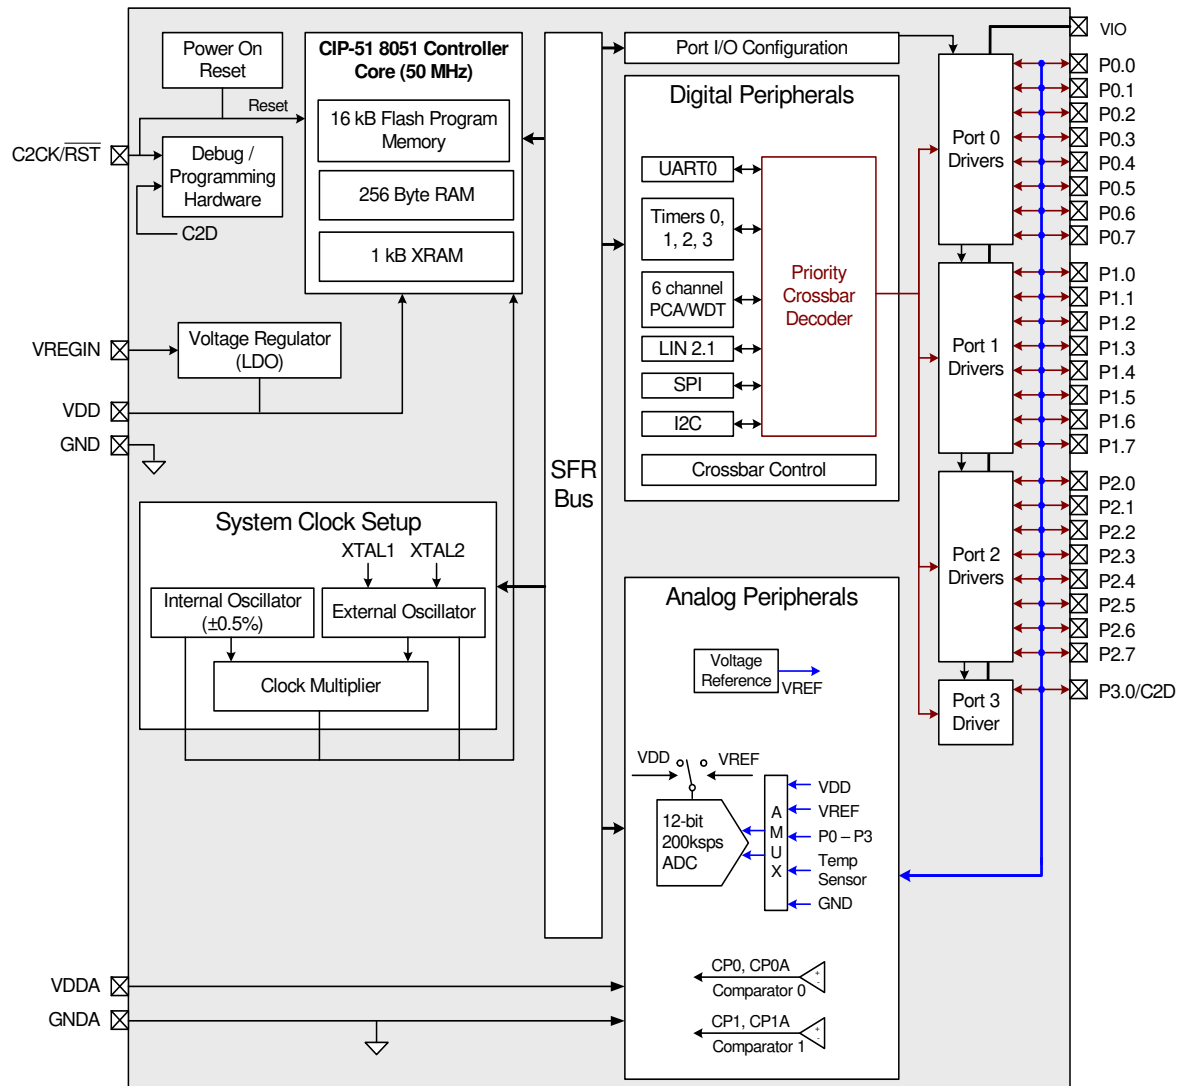 Power On
Reset
Reset
C2CK/RST
Debug /
Programming
Hardware
C2D
CIP-51 8051 Controller
Core (50 MHz)
16 kB Flash Program
Memory
256 Byte RAM
1 kB XRAM
VREGIN
Voltage Regulator
(LDO)
VDD
GND
System Clock Setup
XTAL1
XTAL2
Internal Oscillator
(±0.5%)
External Oscillator
Clock Multiplier
VDDA
GNDA
SFR
Bus
Port I/O Configuration
Digital Peripherals
UART0
Timers 0,
1, 2, 3
6 channel
PCA/WDT
LIN 2.1
SPI
I2C
Priority
Crossbar
Decoder
Crossbar Control
Analog Peripherals
Voltage
Reference
VREF
VDD
VREF
12-bit
200ksps
ADC
A
M
U
X
VDD
VREF
P0 – P3
Temp
Sensor
GND
CP0, CP0A
Comparator 0
+
-
CP1, CP1A
Comparator 1
+
-
Port 0
Drivers
Port 1
Drivers
Port 2
Drivers
Port 3
Driver
VIO
P0.0
P0.1
P0.2
P0.3
P0.4
P0.5
P0.6
P0.7
P1.0
P1.1
P1.2
P1.3
P1.4
P1.5
P1.6
P1.7
P2.0
P2.1
P2.2
P2.3
P2.4
P2.5
P2.6
P2.7
P3.0/C2D